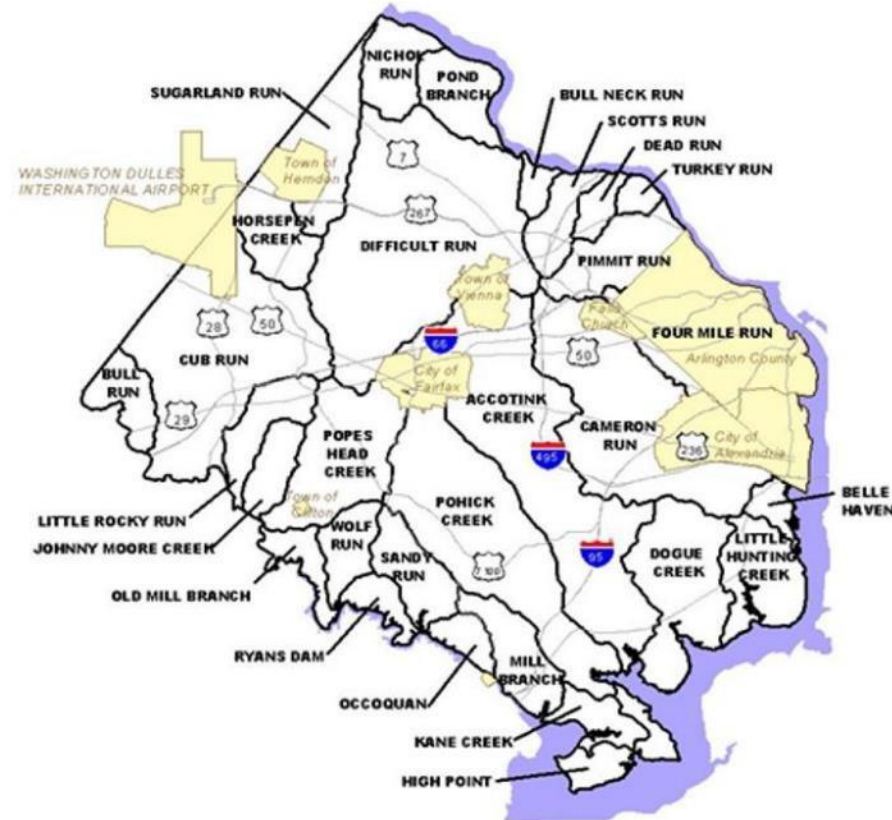 NICHOL
RUN
POND
BRANCH
SUGARLAND RUN
BULL NECK RUN
SCOTTS RUN
DEAD RUN
TURKEY RUN
WASHINGTON DULLES
INTERNATIONAL AIRPORT
Town of
Herndon
7
267
HORSEPEN
CREEK
DIFFICULT RUN
PIMMIT RUN
Town of
Vienna
Falls
Church
FOUR MILE RUN
Arlington County
28
50
66
50
CUB RUN
BULL
RUN
City of
Fairfax
ACCOTINK
CREEK
29
CAMERON
RUN
236
City of
Alexandria
POPES
HEAD
CREEK
495
POHICK
CREEK
BELLE
HAVEN
LITTLE ROCKY RUN
Town of
Clifton
JOHNNY MOORE CREEK
WOLF
RUN
SANDY
RUN
7100
95
DOGUE
CREEK
LITTLE
HUNTING
CREEK
OLD MILL BRANCH
RYANS DAM
MILL
BRANCH
OCCOQUAN
KANE CREEK
HIGH POINT